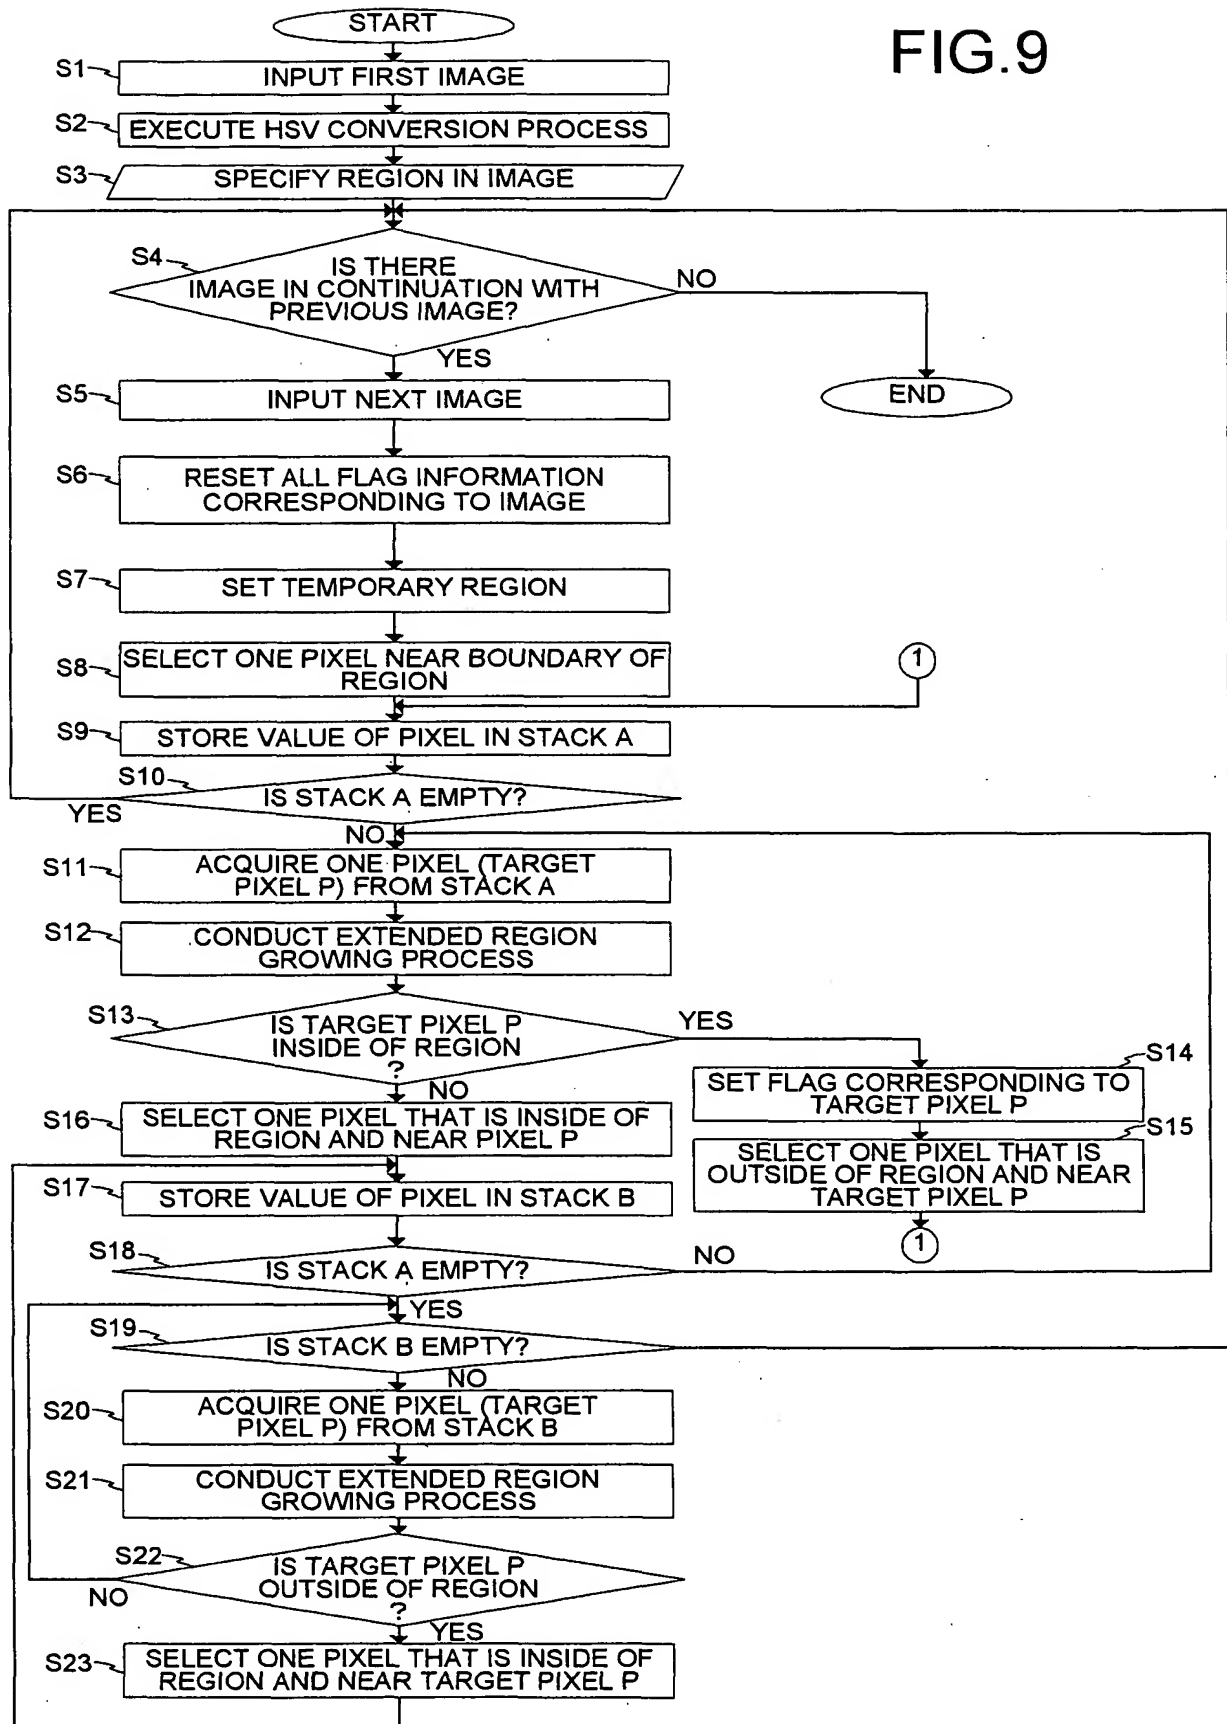 START
FIG.9
S1
INPUT FIRST IMAGE
S2
EXECUTE HSV CONVERSION PROCESS
S3
SPECIFY REGION IN IMAGE
S4
IS THERE
IMAGE IN CONTINUATION WITH
PREVIOUS IMAGE?
NO
YES
END
S5
INPUT NEXT IMAGE
S6
RESET ALL FLAG INFORMATION
CORRESPONDING TO IMAGE
S7
SET TEMPORARY REGION
S8
SELECT ONE PIXEL NEAR BOUNDARY OF
REGION
1
S9
STORE VALUE OF PIXEL IN STACK A
S10
IS STACK A EMPTY?
YES
NO
S11
ACQUIRE ONE PIXEL (TARGET
PIXEL P) FROM STACK A
S12
CONDUCT EXTENDED REGION
GROWING PROCESS
S13
IS TARGET PIXEL P
INSIDE OF REGION
?
YES
NO
S14
SET FLAG CORRESPONDING TO
TARGET PIXEL P
S15
SELECT ONE PIXEL THAT IS
OUTSIDE OF REGION AND NEAR
TARGET PIXEL P
1
S16
SELECT ONE PIXEL THAT IS INSIDE OF
REGION AND NEAR PIXEL P
S17
STORE VALUE OF PIXEL IN STACK B
S18
IS STACK A EMPTY?
NO
YES
S19
IS STACK B EMPTY?
NO
S20
ACQUIRE ONE PIXEL (TARGET
PIXEL P) FROM STACK B
S21
CONDUCT EXTENDED REGION
GROWING PROCESS
S22
IS TARGET PIXEL P
OUTSIDE OF REGION
?
NO
YES
S23
SELECT ONE PIXEL THAT IS INSIDE OF
REGION AND NEAR TARGET PIXEL P